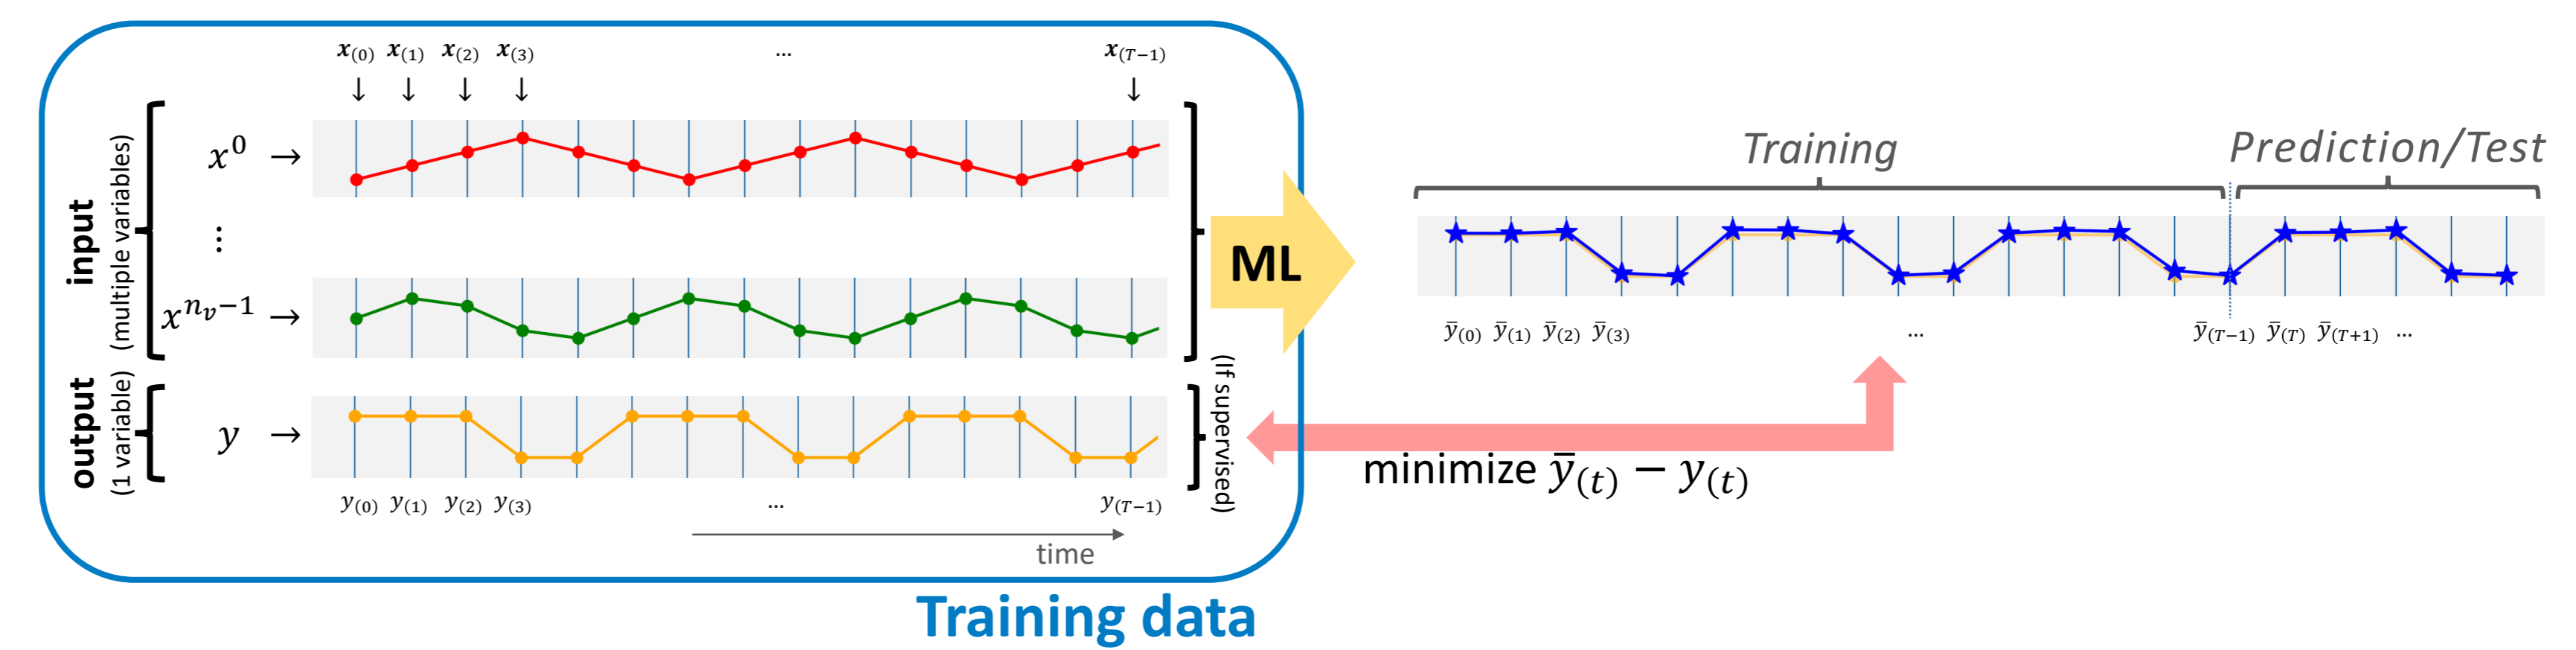 𝒙(0) 𝒙(1) 𝒙(2) 𝒙(3) ... 𝒙(T−1)
↓ ↓ ↓ ↓ ↓
input
(multiple variables)
x⁰ →
⋮
x^{n_v−1} →
output
(1 variable)
y →
y(0) y(1) y(2) y(3) ... y(T−1)
time
(If supervised)
Training data
ML
Training
Prediction/Test
ȳ(0) ȳ(1) ȳ(2) ȳ(3) ... ȳ(T−1) ȳ(T) ȳ(T+1) ...
minimize ȳ(t) − y(t)